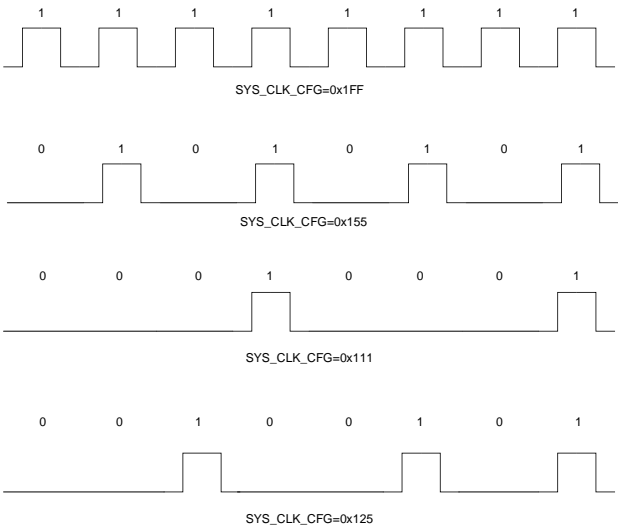 1 1 1 1 1 1 1 1
SYS_CLK_CFG=0x1FF
0 1 0 1 0 1 0 1
SYS_CLK_CFG=0x155
0 0 0 1 0 0 0 1
SYS_CLK_CFG=0x111
0 0 1 0 0 1 0 1
SYS_CLK_CFG=0x125